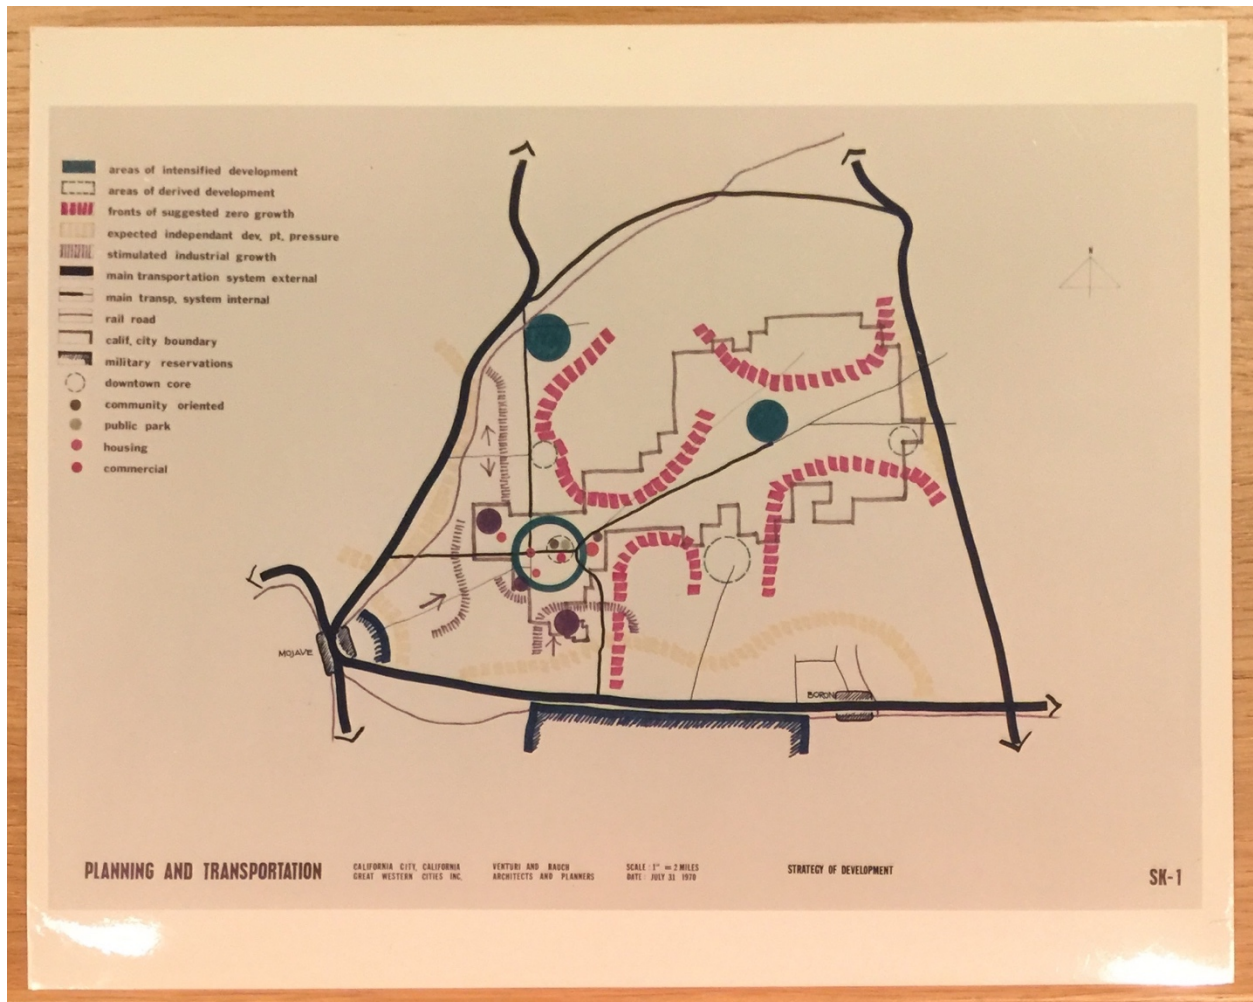 areas of intensified development
areas of derived development
fronts of suggested zero growth
expected independant dev. pt. pressure
stimulated industrial growth
main transportation system external
main transp. system internal
rail road
calif. city boundary
military reservations
downtown core
community oriented
public park
housing
commercial
MOJAVE
BORON
PLANNING AND TRANSPORTATION
CALIFORNIA CITY, CALIFORNIA
GREAT WESTERN CITIES INC.
VENTURI AND RAUCH
ARCHITECTS AND PLANNERS
SCALE : 1" = 2 MILES
DATE : JULY 31 1970
STRATEGY OF DEVELOPMENT
SK-1